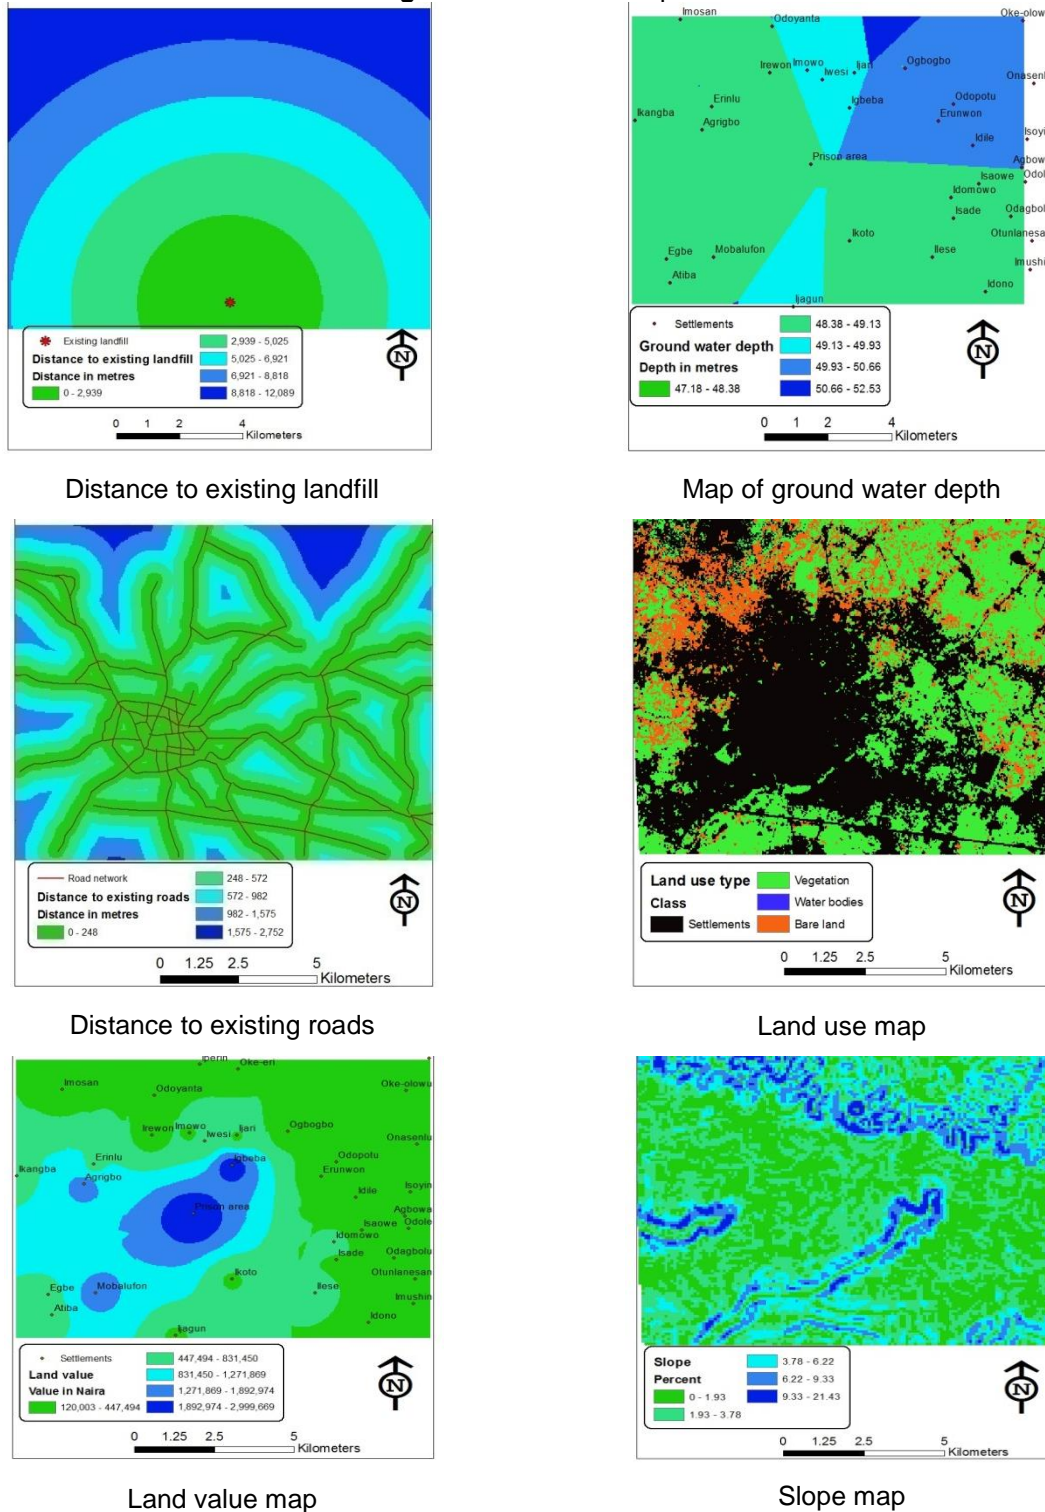 Imosan
Odoyanta
Oke-olow
Irewon
Imowo
Iwesi
Ijari
Ogbogbo
Onasenl
Erinlu
Igbeba
Odopotu
Ikangba
Agrigbo
Erunwon
Idile
Isoyi
Prison area
Agbow
Isaowe
Odol
Idomowo
Isade
Odagbol
Ikoto
Otunlanesa
Egbe
Mobalufon
Ilese
Imushi
Atiba
Idono
Ijagun
Existing landfill
Distance to existing landfill
Distance in metres
0 - 2,939
2,939 - 5,025
5,025 - 6,921
6,921 - 8,818
8,818 - 12,089
N
0 1 2 4
Kilometers
Settlements
Ground water depth
Depth in metres
47.18 - 48.38
48.38 - 49.13
49.13 - 49.93
49.93 - 50.66
50.66 - 52.53
N
0 1 2 4
Kilometers
Distance to existing landfill
Map of ground water depth
Road network
Distance to existing roads
Distance in metres
0 - 248
248 - 572
572 - 982
982 - 1,575
1,575 - 2,752
N
0 1.25 2.5 5
Kilometers
Land use type
Class
Settlements
Vegetation
Water bodies
Bare land
N
0 1.25 2.5 5
Kilometers
Distance to existing roads
Land use map
Iperin
Oke-eri
Imosan
Odoyanta
Oke-olowu
Irewon
Imowo
Iwesi
Ijari
Ogbogbo
Onasenlu
Erinlu
Igbeba
Odopotu
Ikangba
Agrigbo
Erunwon
Idile
Isoyin
Prison area
Agbowa
Isaowe
Odole
Idomowo
Isade
Odagbolu
Ikoto
Otunlanesan
Egbe
Mobalufon
Ilese
Imushin
Atiba
Idono
Ijagun
Settlements
Land value
Value in Naira
120,003 - 447,494
447,494 - 831,450
831,450 - 1,271,869
1,271,869 - 1,892,974
1,892,974 - 2,999,669
N
0 1.25 2.5 5
Kilometers
Slope
Percent
0 - 1.93
1.93 - 3.78
3.78 - 6.22
6.22 - 9.33
9.33 - 21.43
N
0 1.25 2.5 5
Kilometers
Land value map
Slope map